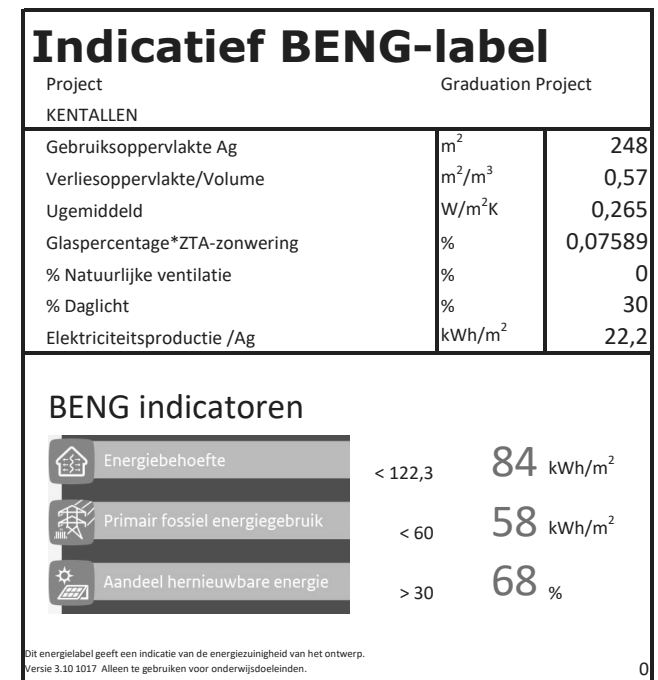 Indicatief BENG-label
Project Graduation Project
KENTALLEN
Gebruiksoppervlakte Ag m² 248
Verliesoppervlakte/Volume m²/m³ 0,57
Ugemiddeld W/m²K 0,265
Glaspercentage*ZTA-zonwering % 0,07589
% Natuurlijke ventilatie % 0
% Daglicht % 30
Elektriciteitsproductie /Ag kWh/m² 22,2
BENG indicatoren
Energiebehoefte < 122,3 84 kWh/m²
Primair fossiel energiegebruik < 60 58 kWh/m²
Aandeel hernieuwbare energie > 30 68 %
Dit energielabel geeft een indicatie van de energiezuinigheid van het ontwerp.
Versie 3.10 1017 Alleen te gebruiken voor onderwijsdoeleinden. 0